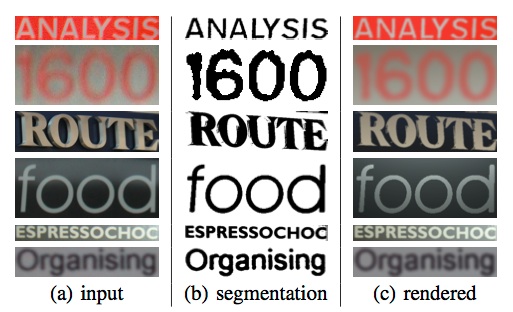 ANALYSIS ANALYSIS ANALYSIS
1600 1600 1600
ROUTE ROUTE ROUTE
food food food
ESPRESSOCHOC ESPRESSOCHOC ESPRESSOCHOC
Organising Organising Organising
(a) input (b) segmentation (c) rendered